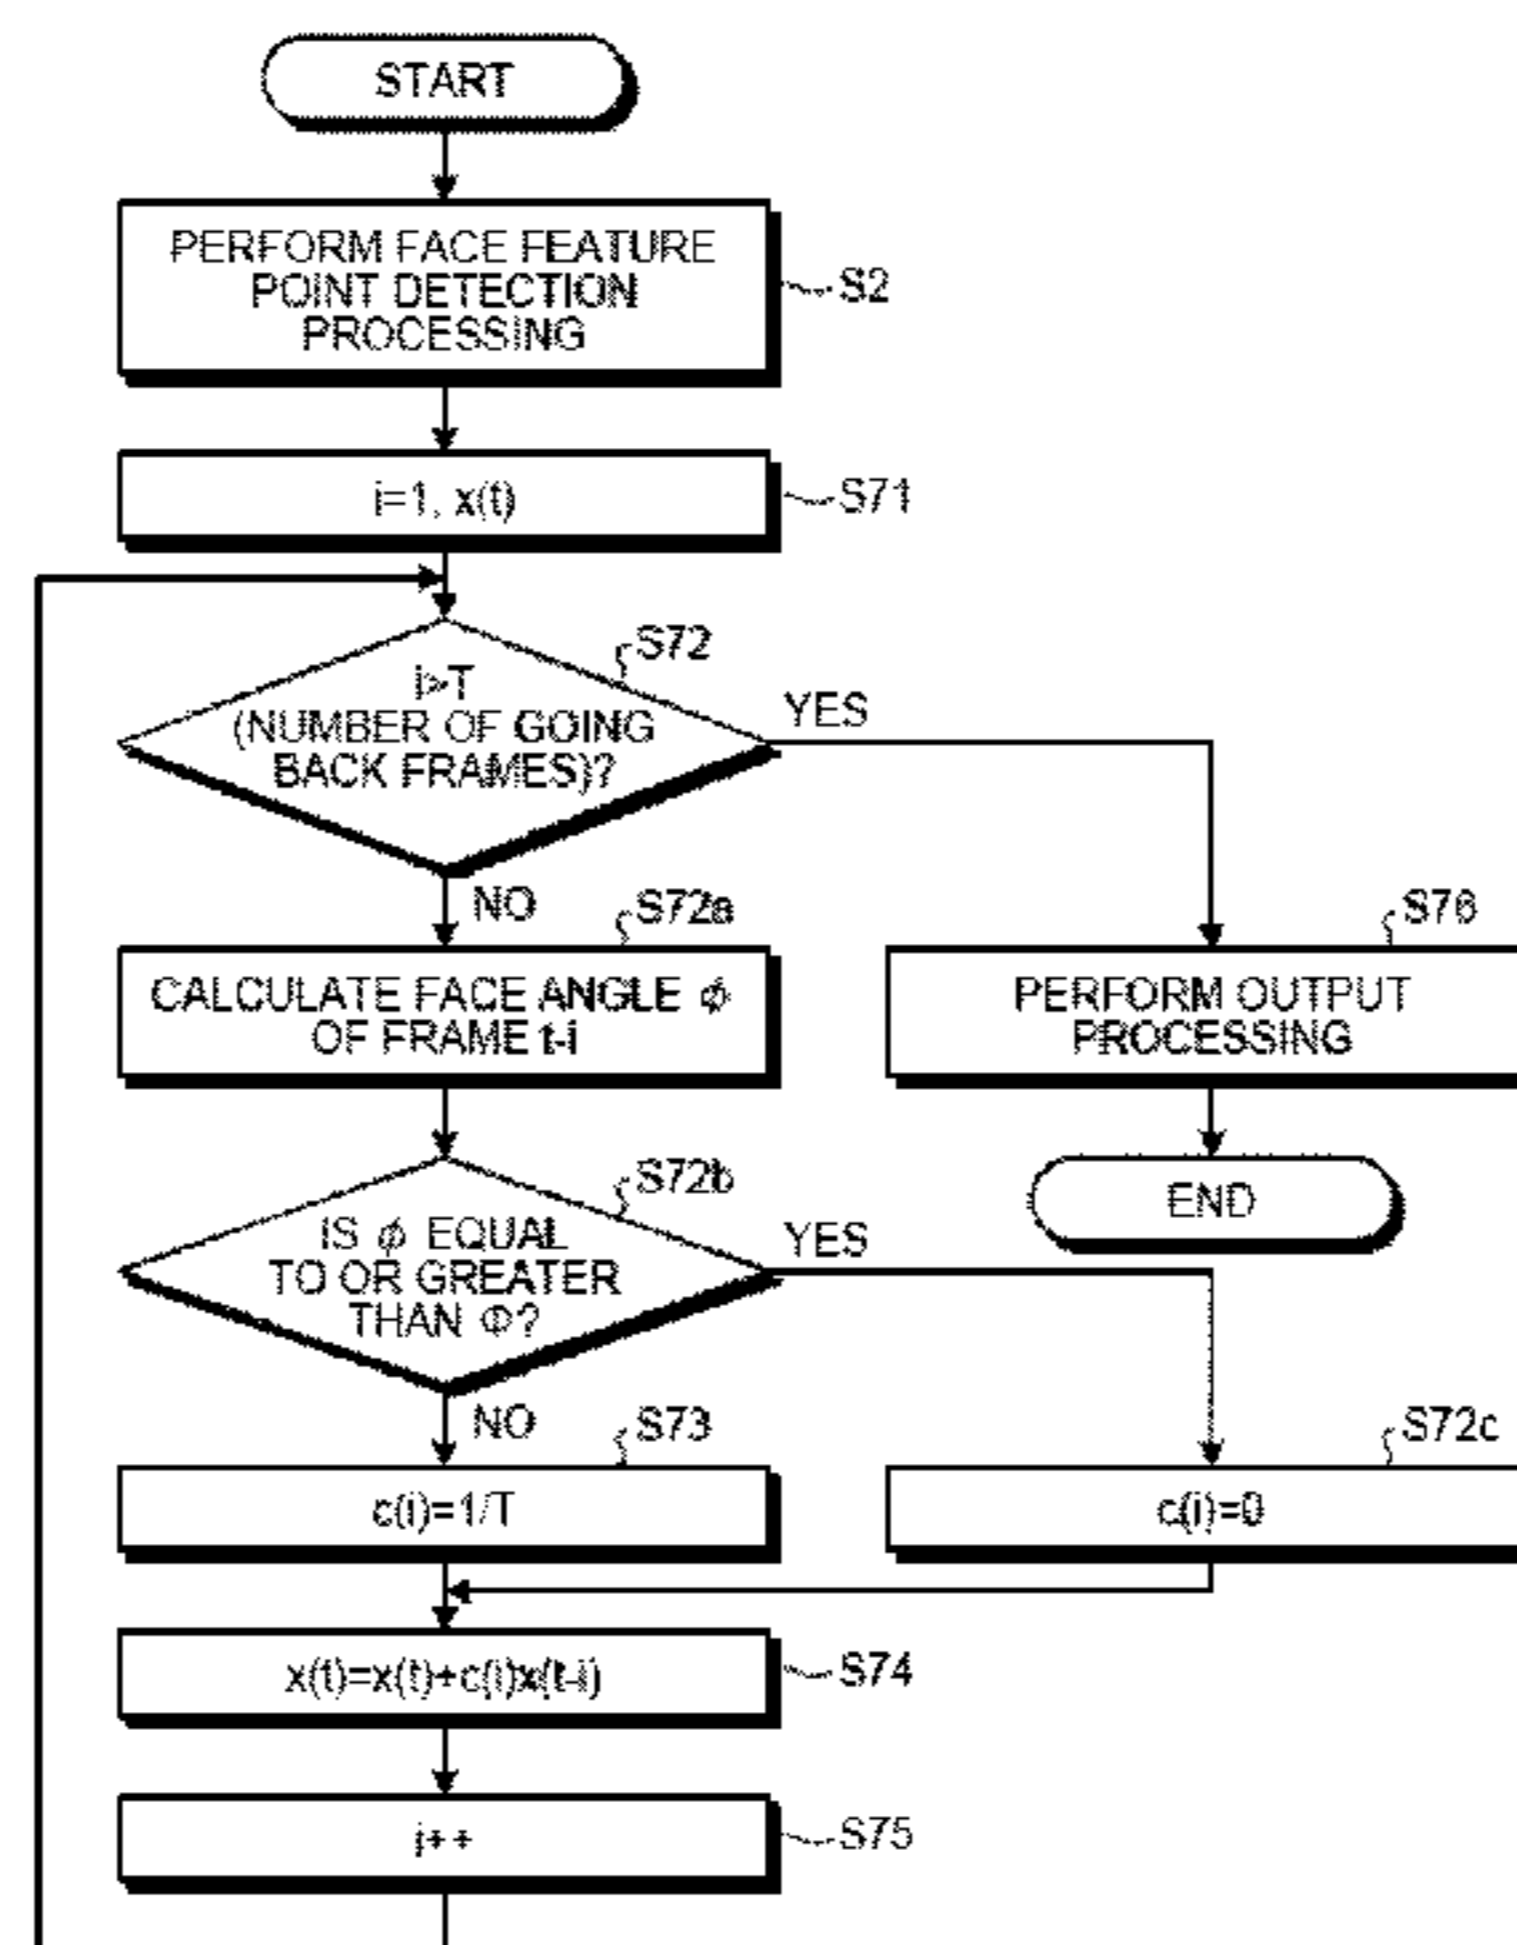 START
PERFORM FACE FEATURE
POINT DETECTION
PROCESSING
S2
i=1, x(t)
S71
S72
i>T
(NUMBER OF GOING
BACK FRAMES)?
YES
NO
S72a
CALCULATE FACE ANGLE ϕ
OF FRAME t-i
S76
PERFORM OUTPUT
PROCESSING
END
S72b
IS ϕ EQUAL
TO OR GREATER
THAN Φ?
YES
NO
S73
c(i)=1/T
S72c
c(i)=0
x(t)=x(t)+c(i)x(t-i)
S74
i++
S75